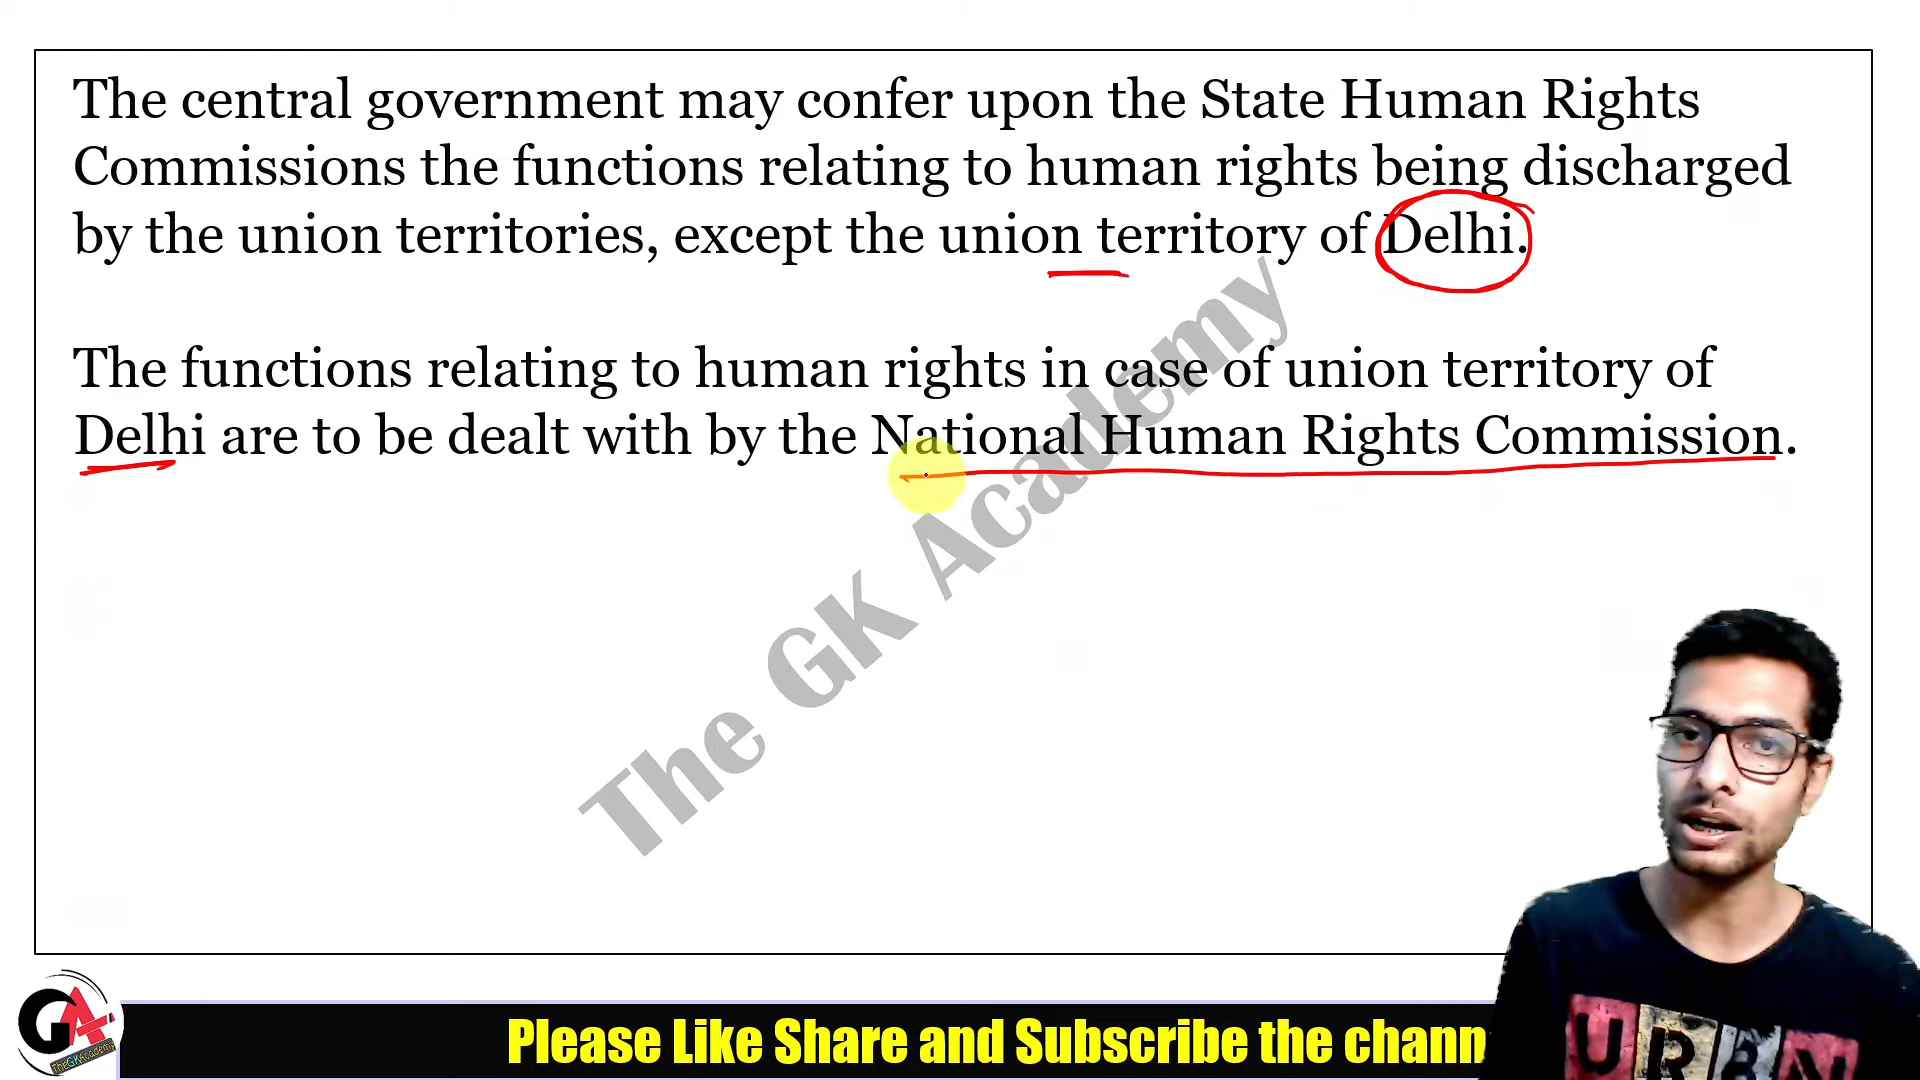 The central government may confer upon the State Human Rights
Commissions the functions relating to human rights being discharged
by the union territories, except the union territory of Delhi.
The functions relating to human rights in case of union territory of
Delhi are to be dealt with by the National Human Rights Commission.
The GK Academy
GA
TheGKAcademy
Please Like Share and Subscribe the chann
URBN